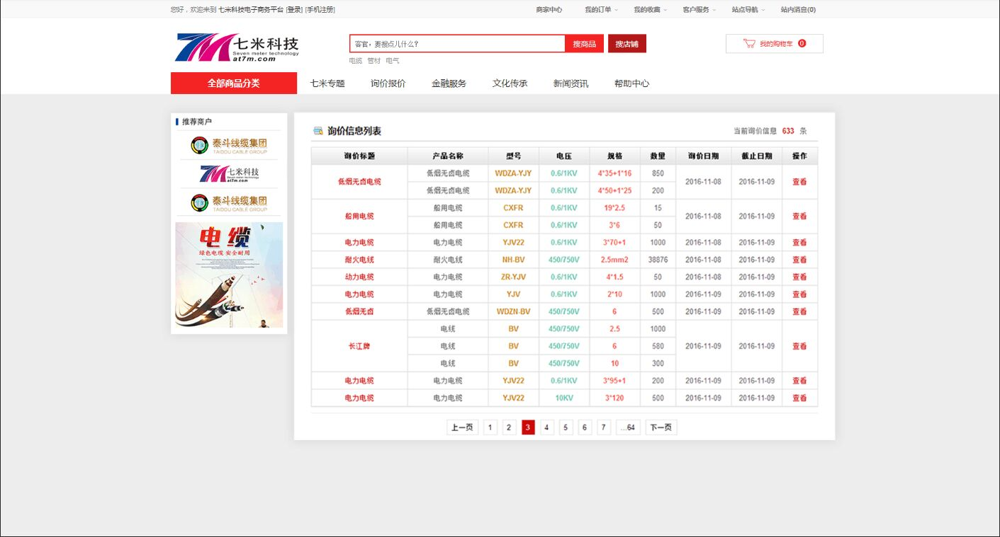 您好，欢迎来到 七米科技电子商务平台 [登录] [手机注册]
商家中心 我的订单 我的收藏 客户服务 站点导航 站内消息(0)
七米科技
Seven meter technology
at7m.com
客官，要搜点儿什么？ 搜商品 搜店铺
我的购物车 0
电缆 管材 电气
全部商品分类 七米专题 询价报价 金融服务 文化传承 新闻资讯 帮助中心
推荐商户
泰斗线缆集团
TAIDOU CABLE GROUP
七米科技
Seven meter technology
at7m.com
泰斗线缆集团
TAIDOU CABLE GROUP
电缆
绿色电缆 安全耐用
询价信息列表 当前询价信息 633 条
询价标题 产品名称 型号 电压 规格 数量 询价日期 截止日期 操作
低烟无卤电缆 低烟无卤电缆 WDZA-YJY 0.6/1KV 4*35+1*16 850 2016-11-08 2016-11-09 查看
低烟无卤电缆 WDZA-YJY 0.6/1KV 4*50+1*25 200
船用电缆 船用电缆 CXFR 0.6/1KV 19*2.5 15 2016-11-08 2016-11-09 查看
船用电缆 CXFR 0.6/1KV 3*6 50
电力电缆 电力电缆 YJV22 0.6/1KV 3*70+1 1000 2016-11-08 2016-11-09 查看
耐火电线 耐火电线 NH-BV 450/750V 2.5mm2 38876 2016-11-08 2016-11-09 查看
动力电缆 电力电缆 ZR-YJV 0.6/1KV 4*1.5 50 2016-11-08 2016-11-09 查看
电力电缆 电力电缆 YJV 0.6/1KV 2*10 1000 2016-11-09 2016-11-09 查看
低烟无卤 低烟无卤电缆 WDZN-BV 450/750V 6 500 2016-11-09 2016-11-09 查看
长江牌 电线 BV 450/750V 2.5 1000 2016-11-09 2016-11-09 查看
电线 BV 450/750V 6 580
电线 BV 450/750V 10 300
电力电缆 电力电缆 YJV22 0.6/1KV 3*95+1 200 2016-11-09 2016-11-09 查看
电力电缆 电力电缆 YJV22 10KV 3*120 500 2016-11-09 2016-11-09 查看
上一页 1 2 3 4 5 6 7 ...64 下一页